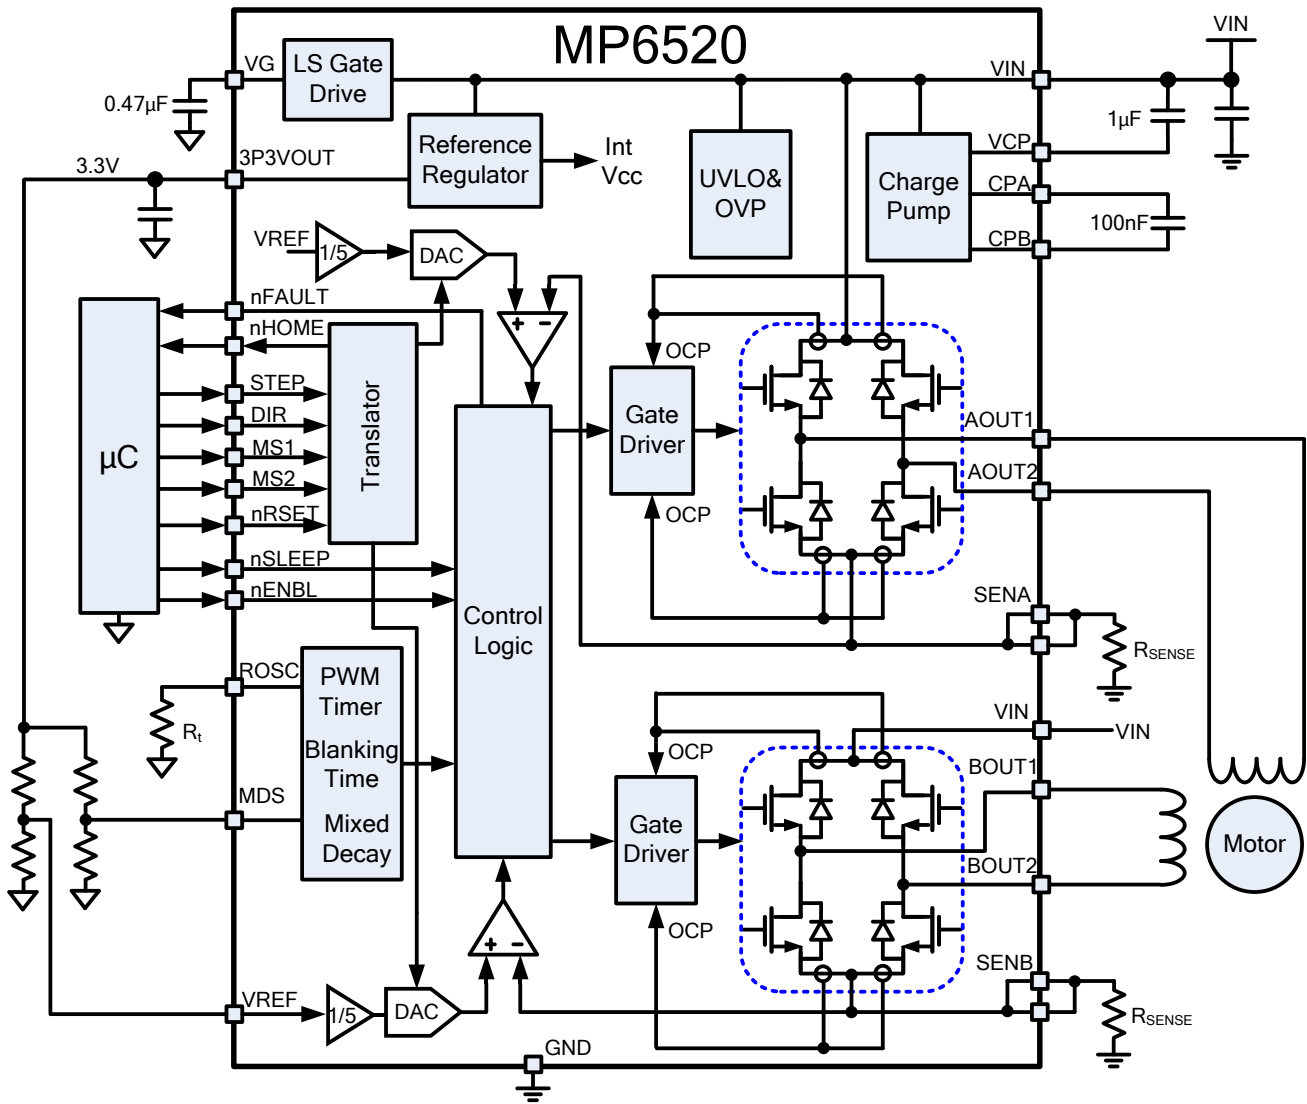 MP6520
VIN
VG
LS Gate
Drive
VIN
0.47µF
1µF
Reference
Regulator
Int
Vcc
VCP
3P3VOUT
3.3V
UVLO&
OVP
Charge
Pump
CPA
100nF
CPB
VREF
1/5
DAC
nFAULT
+ −
nHOME
OCP
STEP
DIR
MS1
MS2
nRSET
µC
Translator
Gate
Driver
AOUT1
AOUT2
OCP
nSLEEP
nENBL
Control
Logic
SENA
RSENSE
ROSC
PWM
Timer
Rt
Blanking
Time
MDS
Mixed
Decay
VIN
VIN
OCP
BOUT1
Gate
Driver
Motor
BOUT2
OCP
+ −
SENB
VREF
1/5
DAC
RSENSE
GND